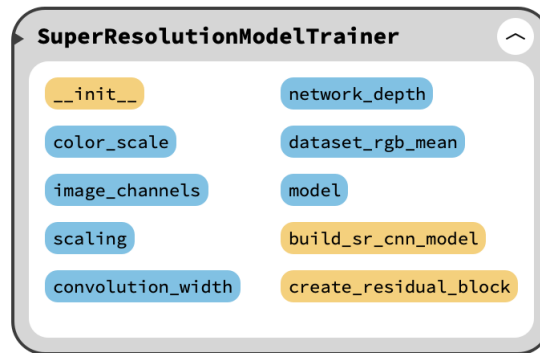 SuperResolutionModelTrainer
__init__
color_scale
image_channels
scaling
convolution_width
network_depth
dataset_rgb_mean
model
build_sr_cnn_model
create_residual_block